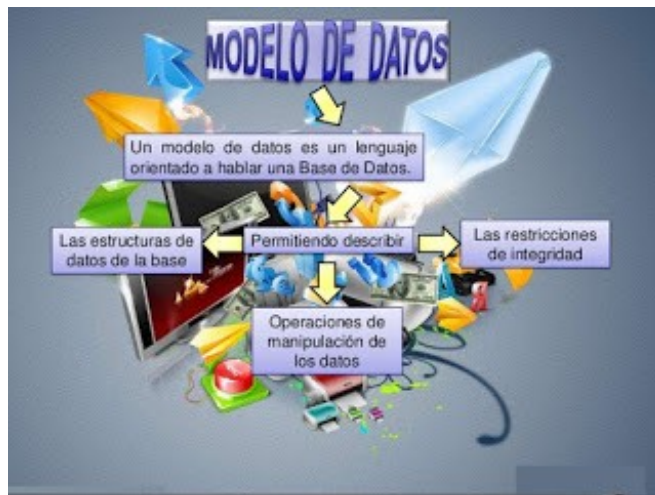 MODELO DE DATOS
Un modelo de datos es un lenguaje
orientado a hablar una Base de Datos.
Las estructuras de
datos de la base
Permitiendo describir
Las restricciones
de integridad
Operaciones de
manipulación de
los datos